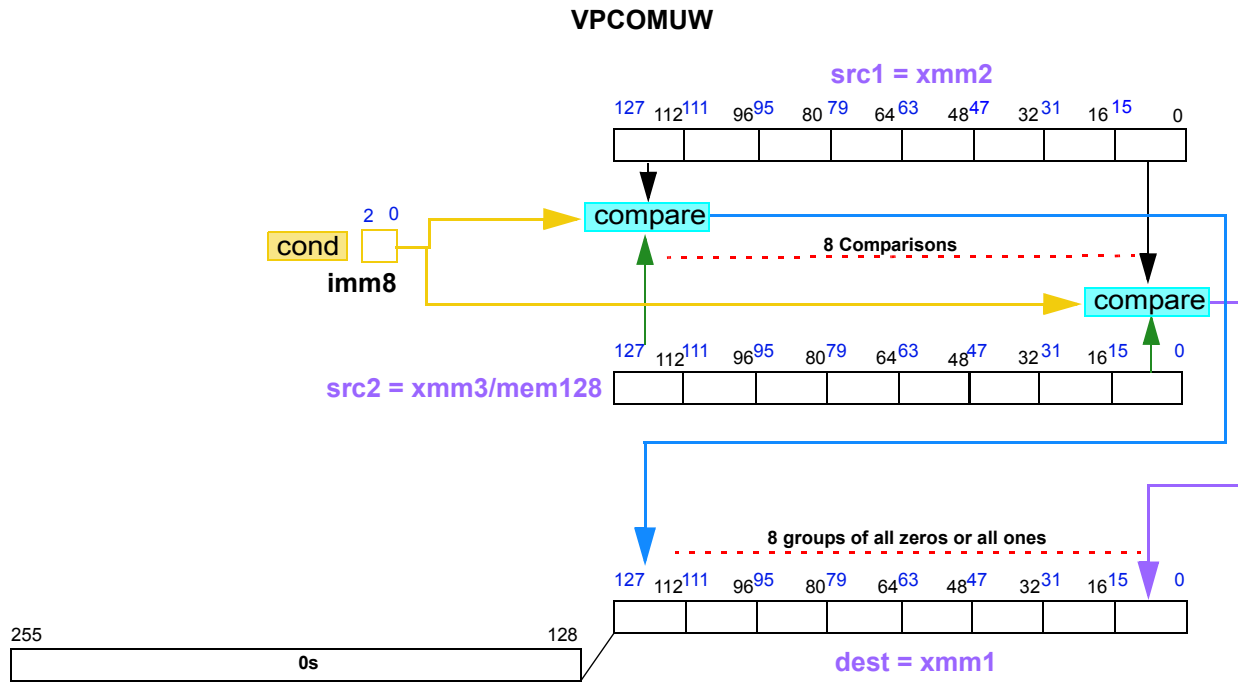 VPCOMUW
src1 = xmm2
127 112 111 96 95 80 79 64 63 48 47 32 31 16 15 0
compare
2 0
cond
imm8
8 Comparisons
compare
127 112 111 96 95 80 79 64 63 48 47 32 31 16 15 0
src2 = xmm3/mem128
8 groups of all zeros or all ones
127 112 111 96 95 80 79 64 63 48 47 32 31 16 15 0
255 128
0s
dest = xmm1